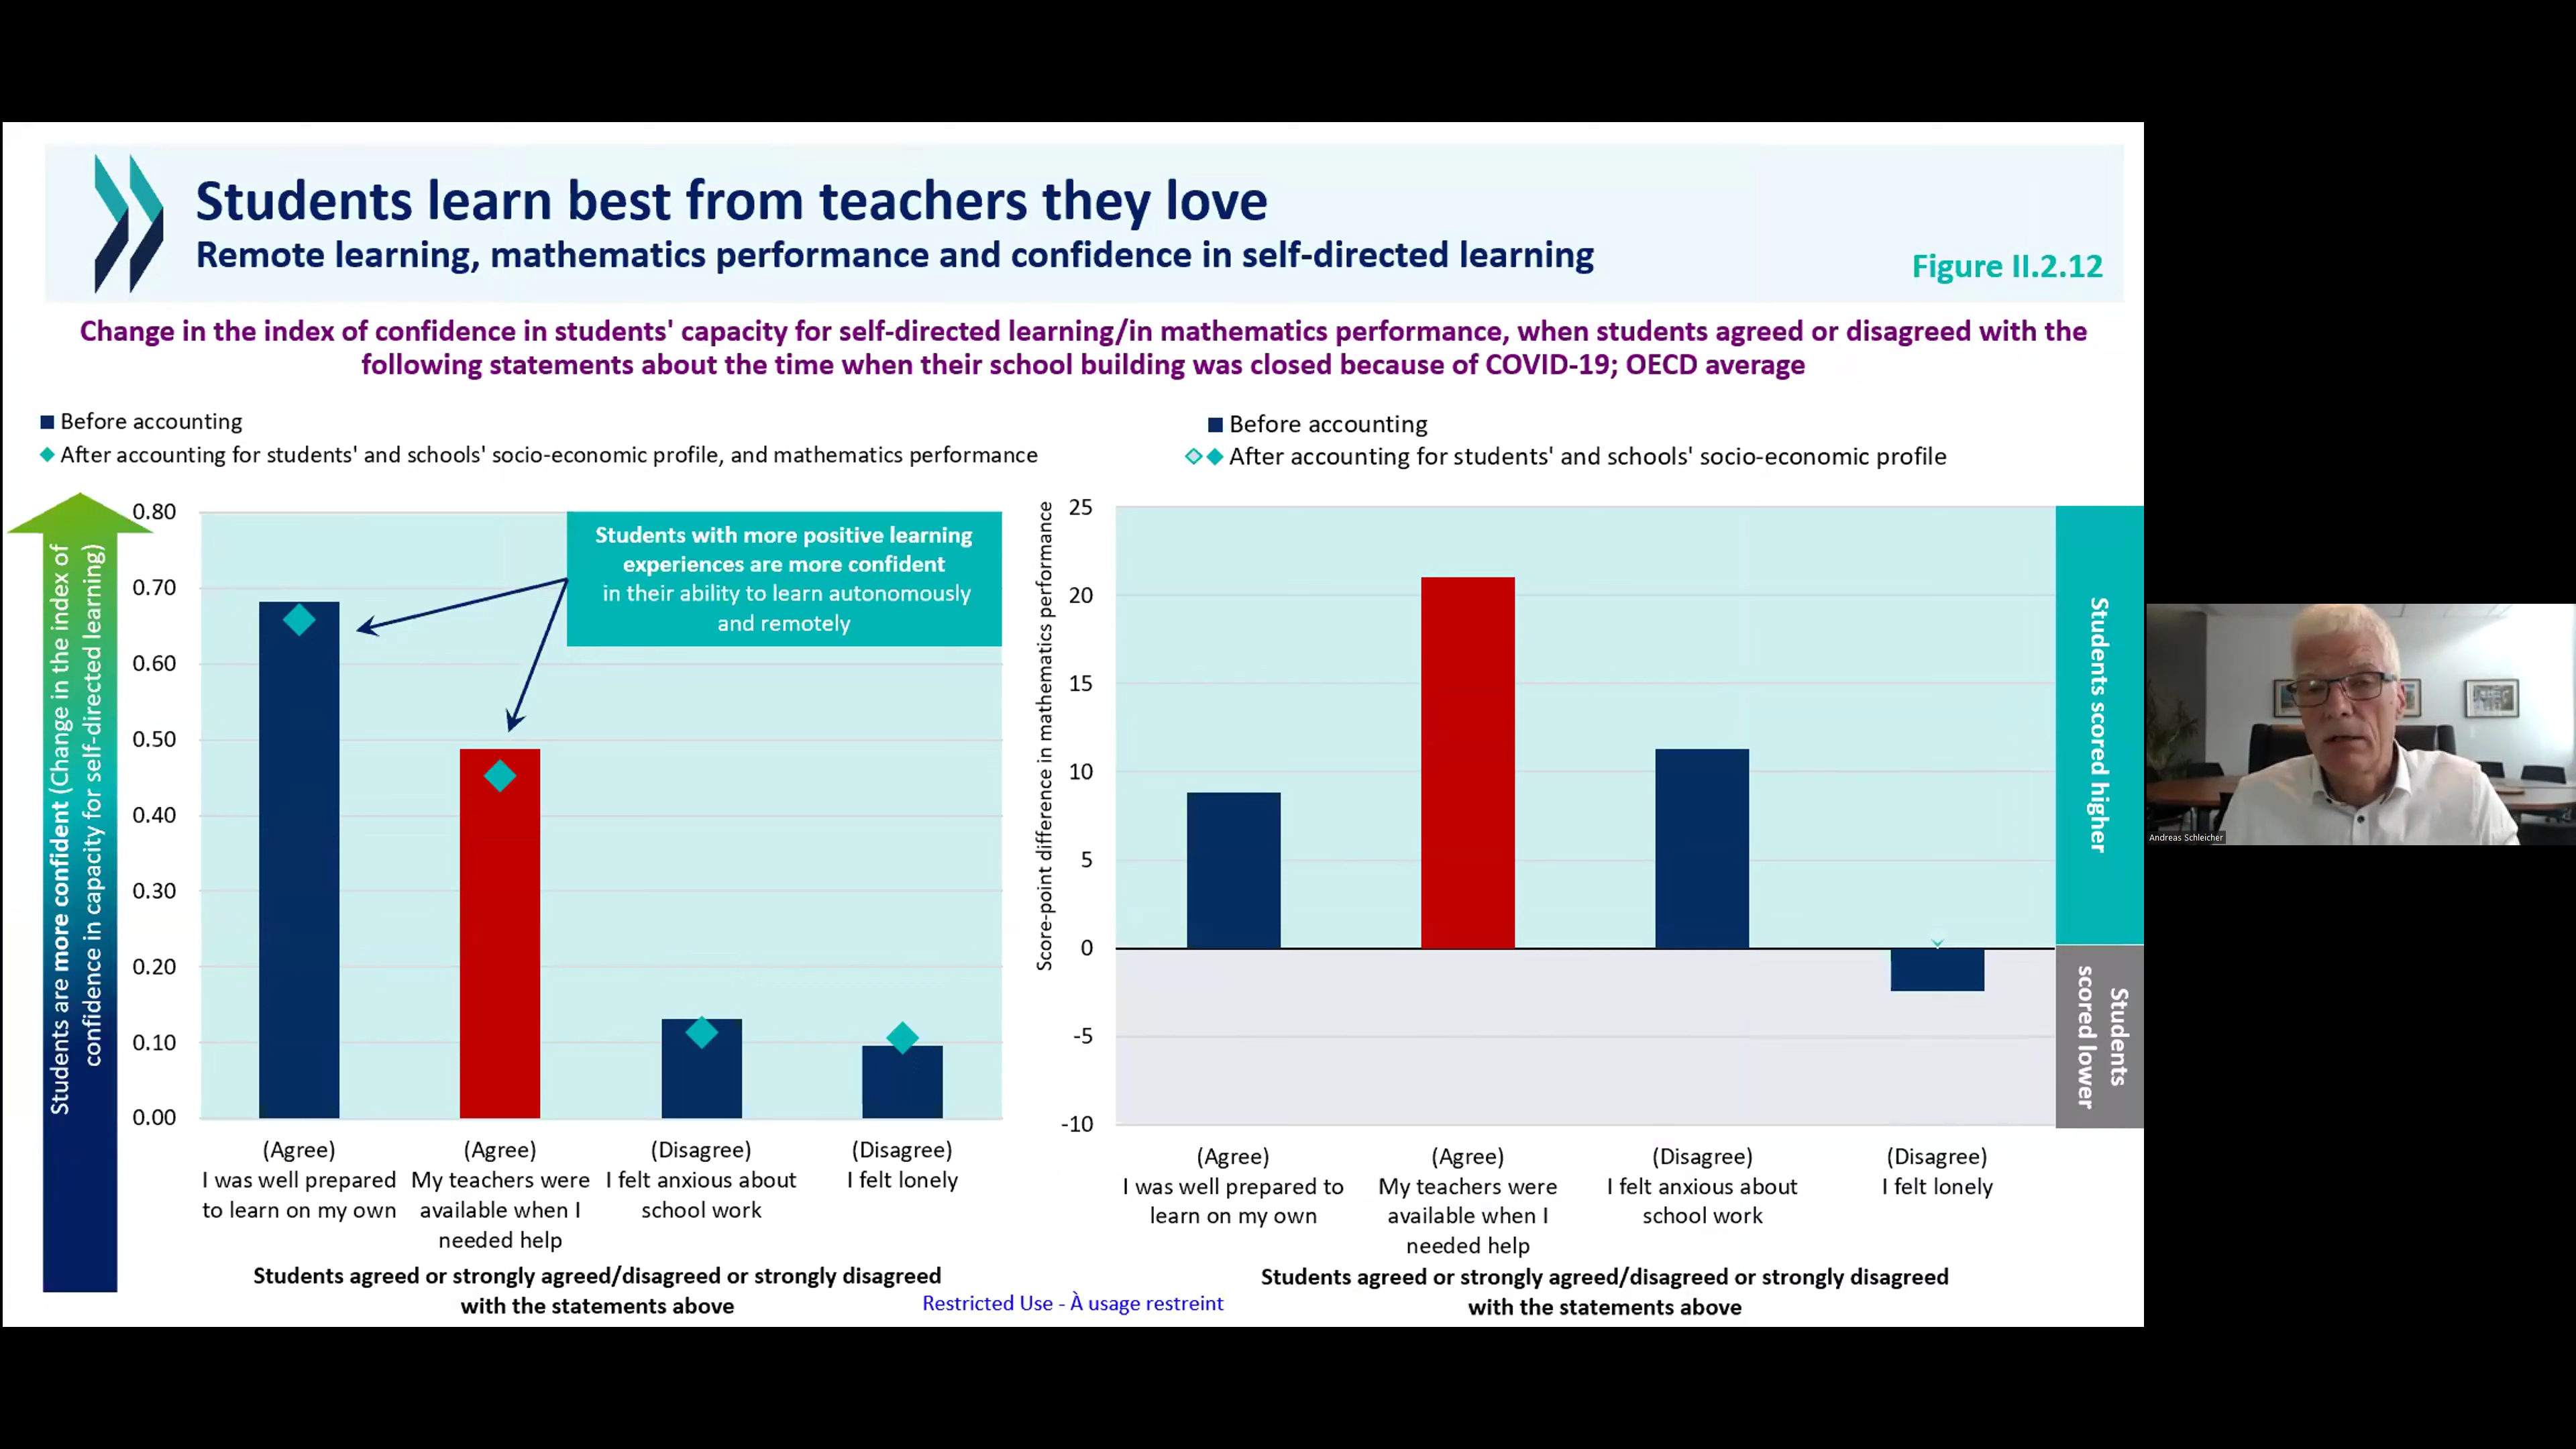 Students learn best from teachers they love
Remote learning, mathematics performance and confidence in self-directed learning
Figure II.2.12
Change in the index of confidence in students' capacity for self-directed learning/in mathematics performance, when students agreed or disagreed with the
following statements about the time when their school building was closed because of COVID-19; OECD average
Before accounting
After accounting for students' and schools' socio-economic profile, and mathematics performance
Students are more confident (Change in the index of
confidence in capacity for self-directed learning)
0.80
0.70
0.60
0.50
0.40
0.30
0.20
0.10
0.00
Students with more positive learning
experiences are more confident
in their ability to learn autonomously
and remotely
(Agree)
I was well prepared
to learn on my own
(Agree)
My teachers were
available when I
needed help
(Disagree)
I felt anxious about
school work
(Disagree)
I felt lonely
Students agreed or strongly agreed/disagreed or strongly disagreed
with the statements above
Before accounting
After accounting for students' and schools' socio-economic profile
Score-point difference in mathematics performance
25
20
15
10
5
0
-5
-10
Students scored higher
Students
scored lower
(Agree)
I was well prepared to
learn on my own
(Agree)
My teachers were
available when I
needed help
(Disagree)
I felt anxious about
school work
(Disagree)
I felt lonely
Students agreed or strongly agreed/disagreed or strongly disagreed
with the statements above
Restricted Use - À usage restreint
Andreas Schleicher